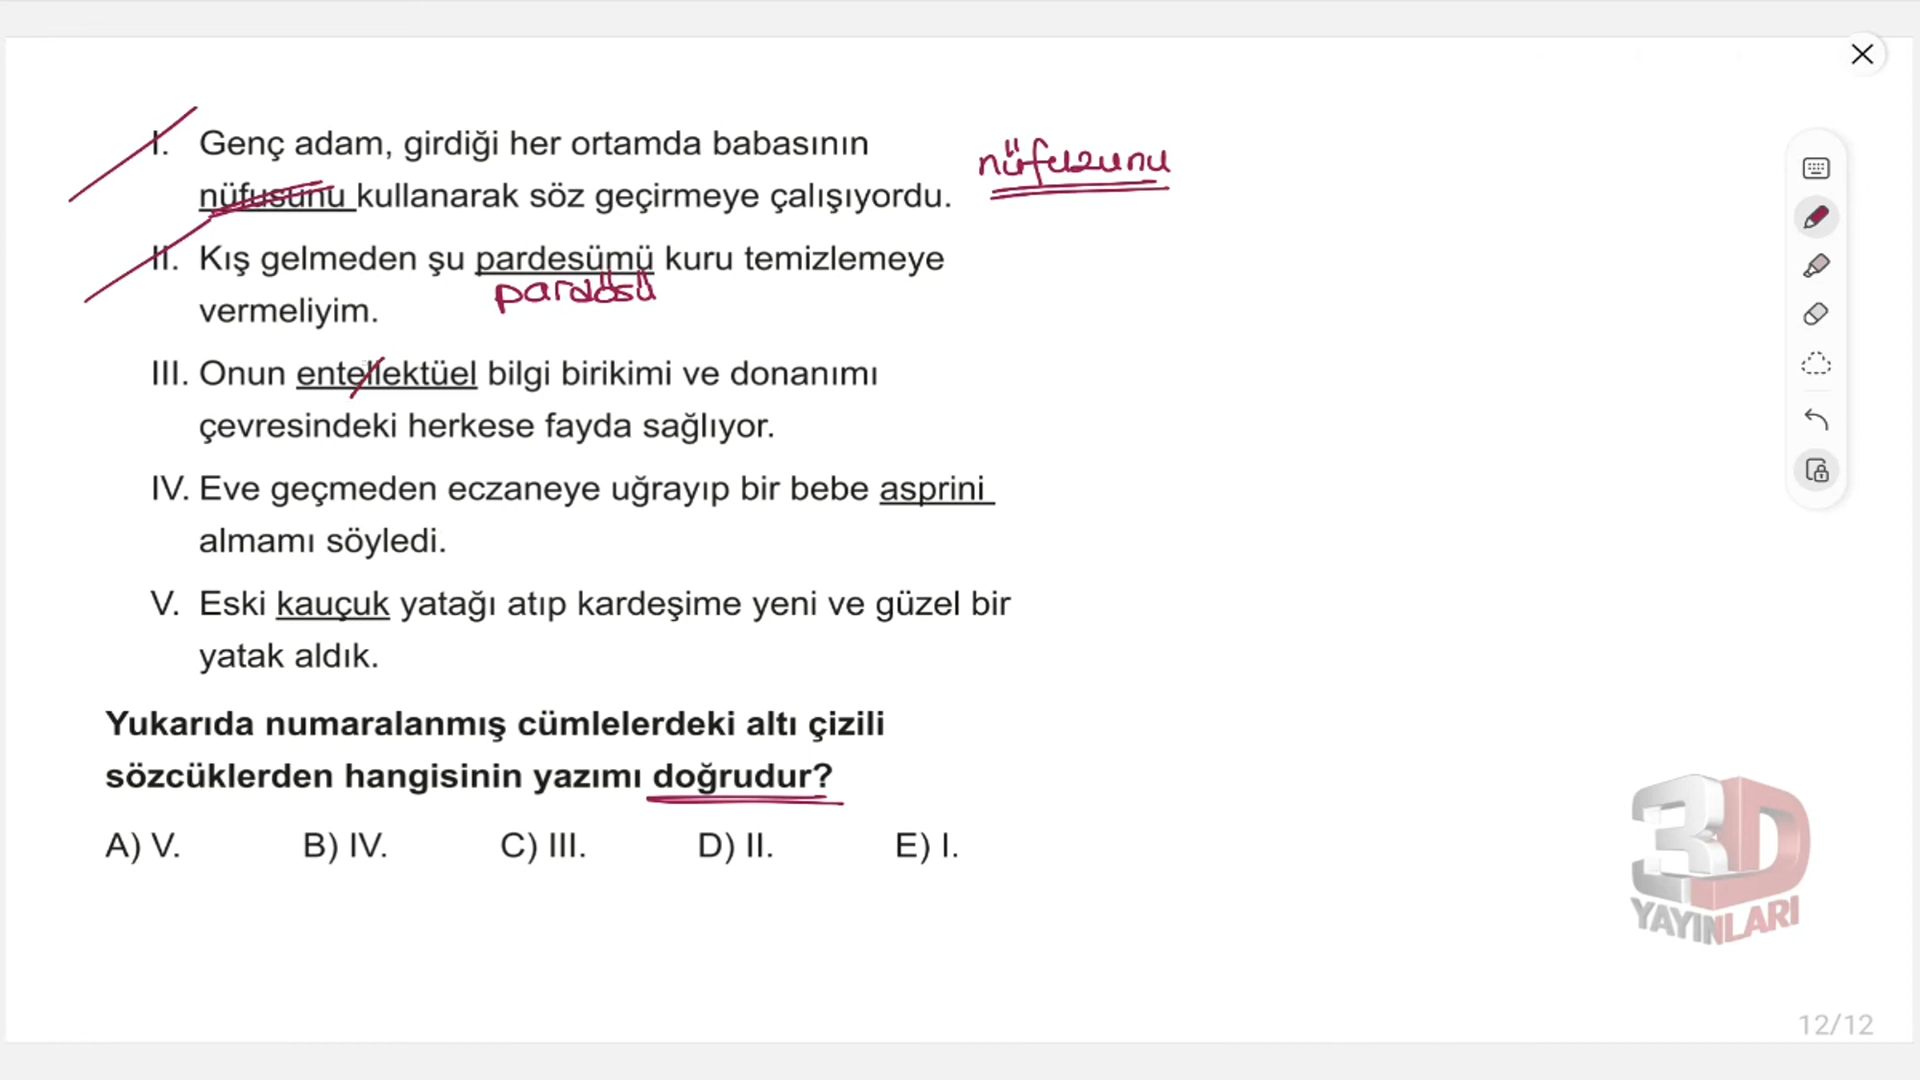 I. Genç adam, girdiği her ortamda babasının
nüfusunu kullanarak söz geçirmeye çalışıyordu.
nüfuzunu
II. Kış gelmeden şu pardesümü kuru temizlemeye
pardösü
vermeliyim.
III. Onun entellektüel bilgi birikimi ve donanımı
çevresindeki herkese fayda sağlıyor.
IV. Eve geçmeden eczaneye uğrayıp bir bebe asprini
almamı söyledi.
V. Eski kauçuk yatağı atıp kardeşime yeni ve güzel bir
yatak aldık.
Yukarıda numaralanmış cümlelerdeki altı çizili
sözcüklerden hangisinin yazımı doğrudur?
A) V. B) IV. C) III. D) II. E) I.
3D
YAYINLARI
12/12